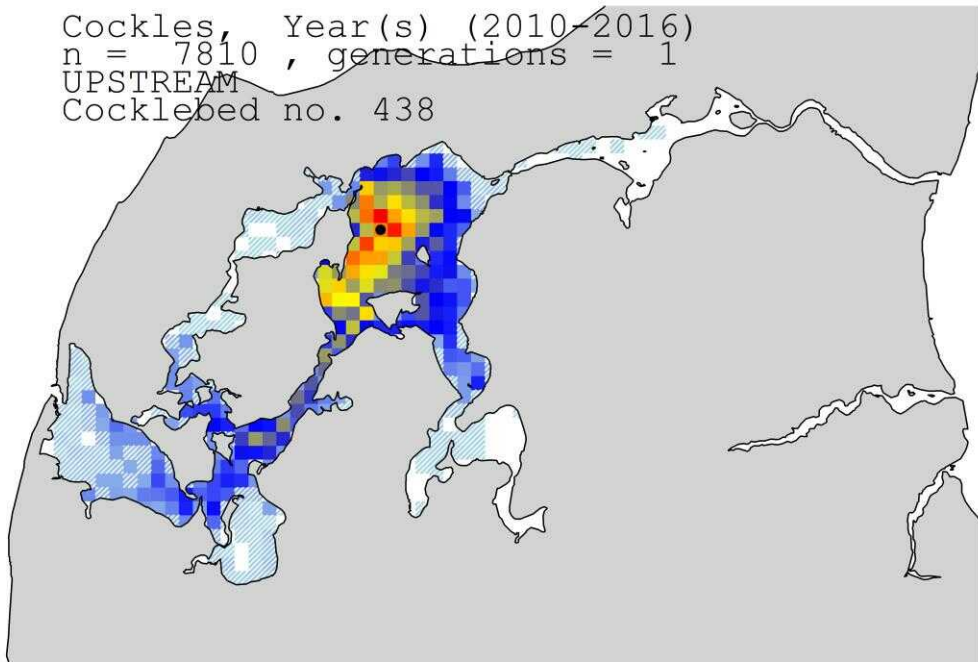 Cockles, Year(s) (2010-2016)
n = 7810 , generations = 1
UPSTREAM
Cocklebed no. 438